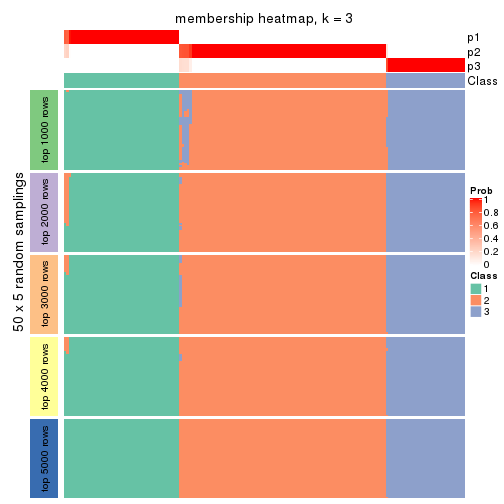 membership heatmap, k = 3
p1
p2
p3
Class
50 x 5 random samplings
top 1000 rows
top 2000 rows
top 3000 rows
top 4000 rows
top 5000 rows
Prob
1
0.8
0.6
0.4
0.2
0
Class
1
2
3